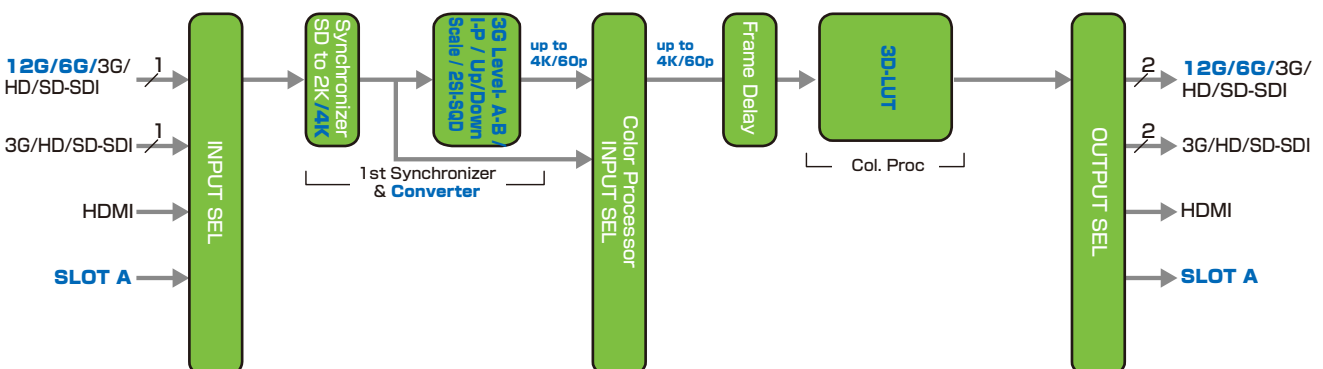 12G/6G/3G/
HD/SD-SDI
1
3G/HD/SD-SDI
1
HDMI
SLOT A
INPUT SEL
Synchronizer
SD to 2K/4K
3G Level- A-B /
I-P / Up/Down
Scale / 2SI-SQD
1st Synchronizer
& Converter
up to
4K/60p
Color Processor
INPUT SEL
up to
4K/60p
Frame Delay
3D-LUT
Col. Proc
OUTPUT SEL
2
12G/6G/3G/
HD/SD-SDI
2
3G/HD/SD-SDI
HDMI
SLOT A